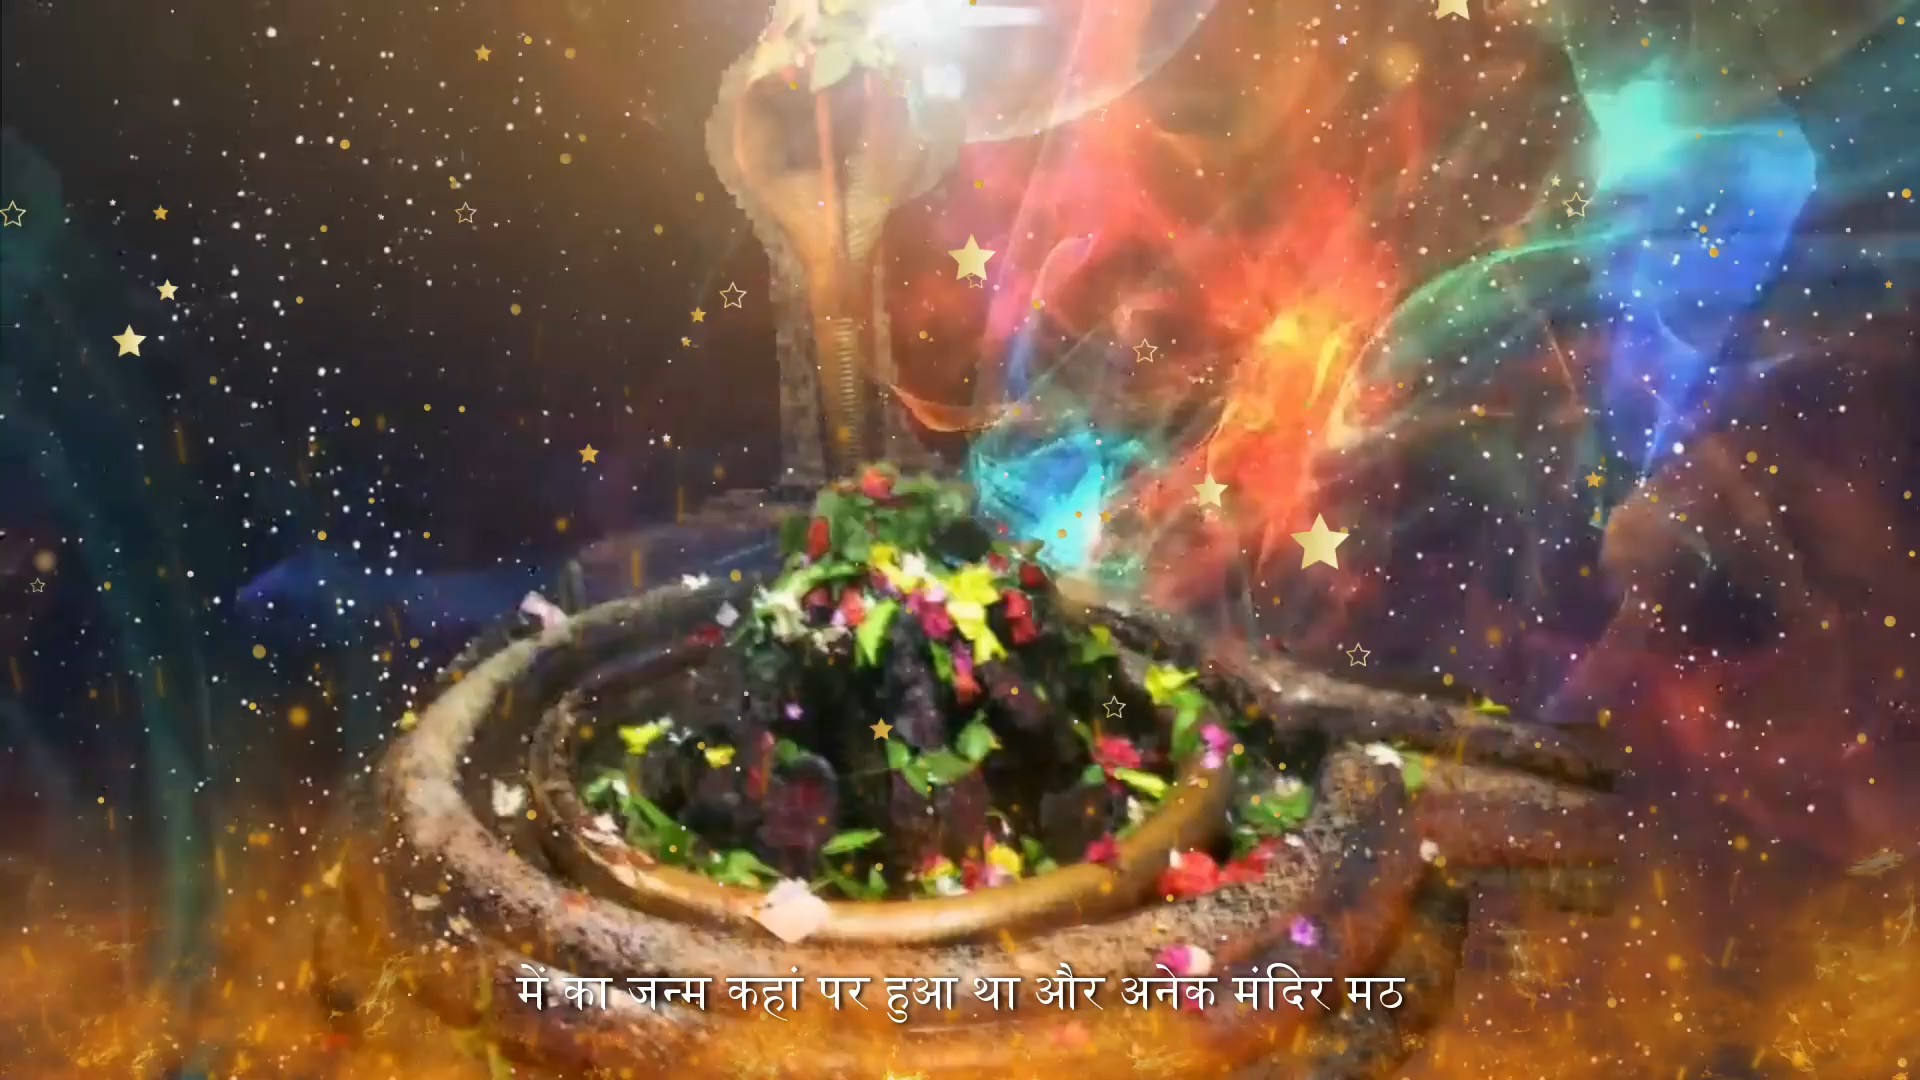 में का जन्म कहां पर हुआ था और अनेक मंदिर मठ